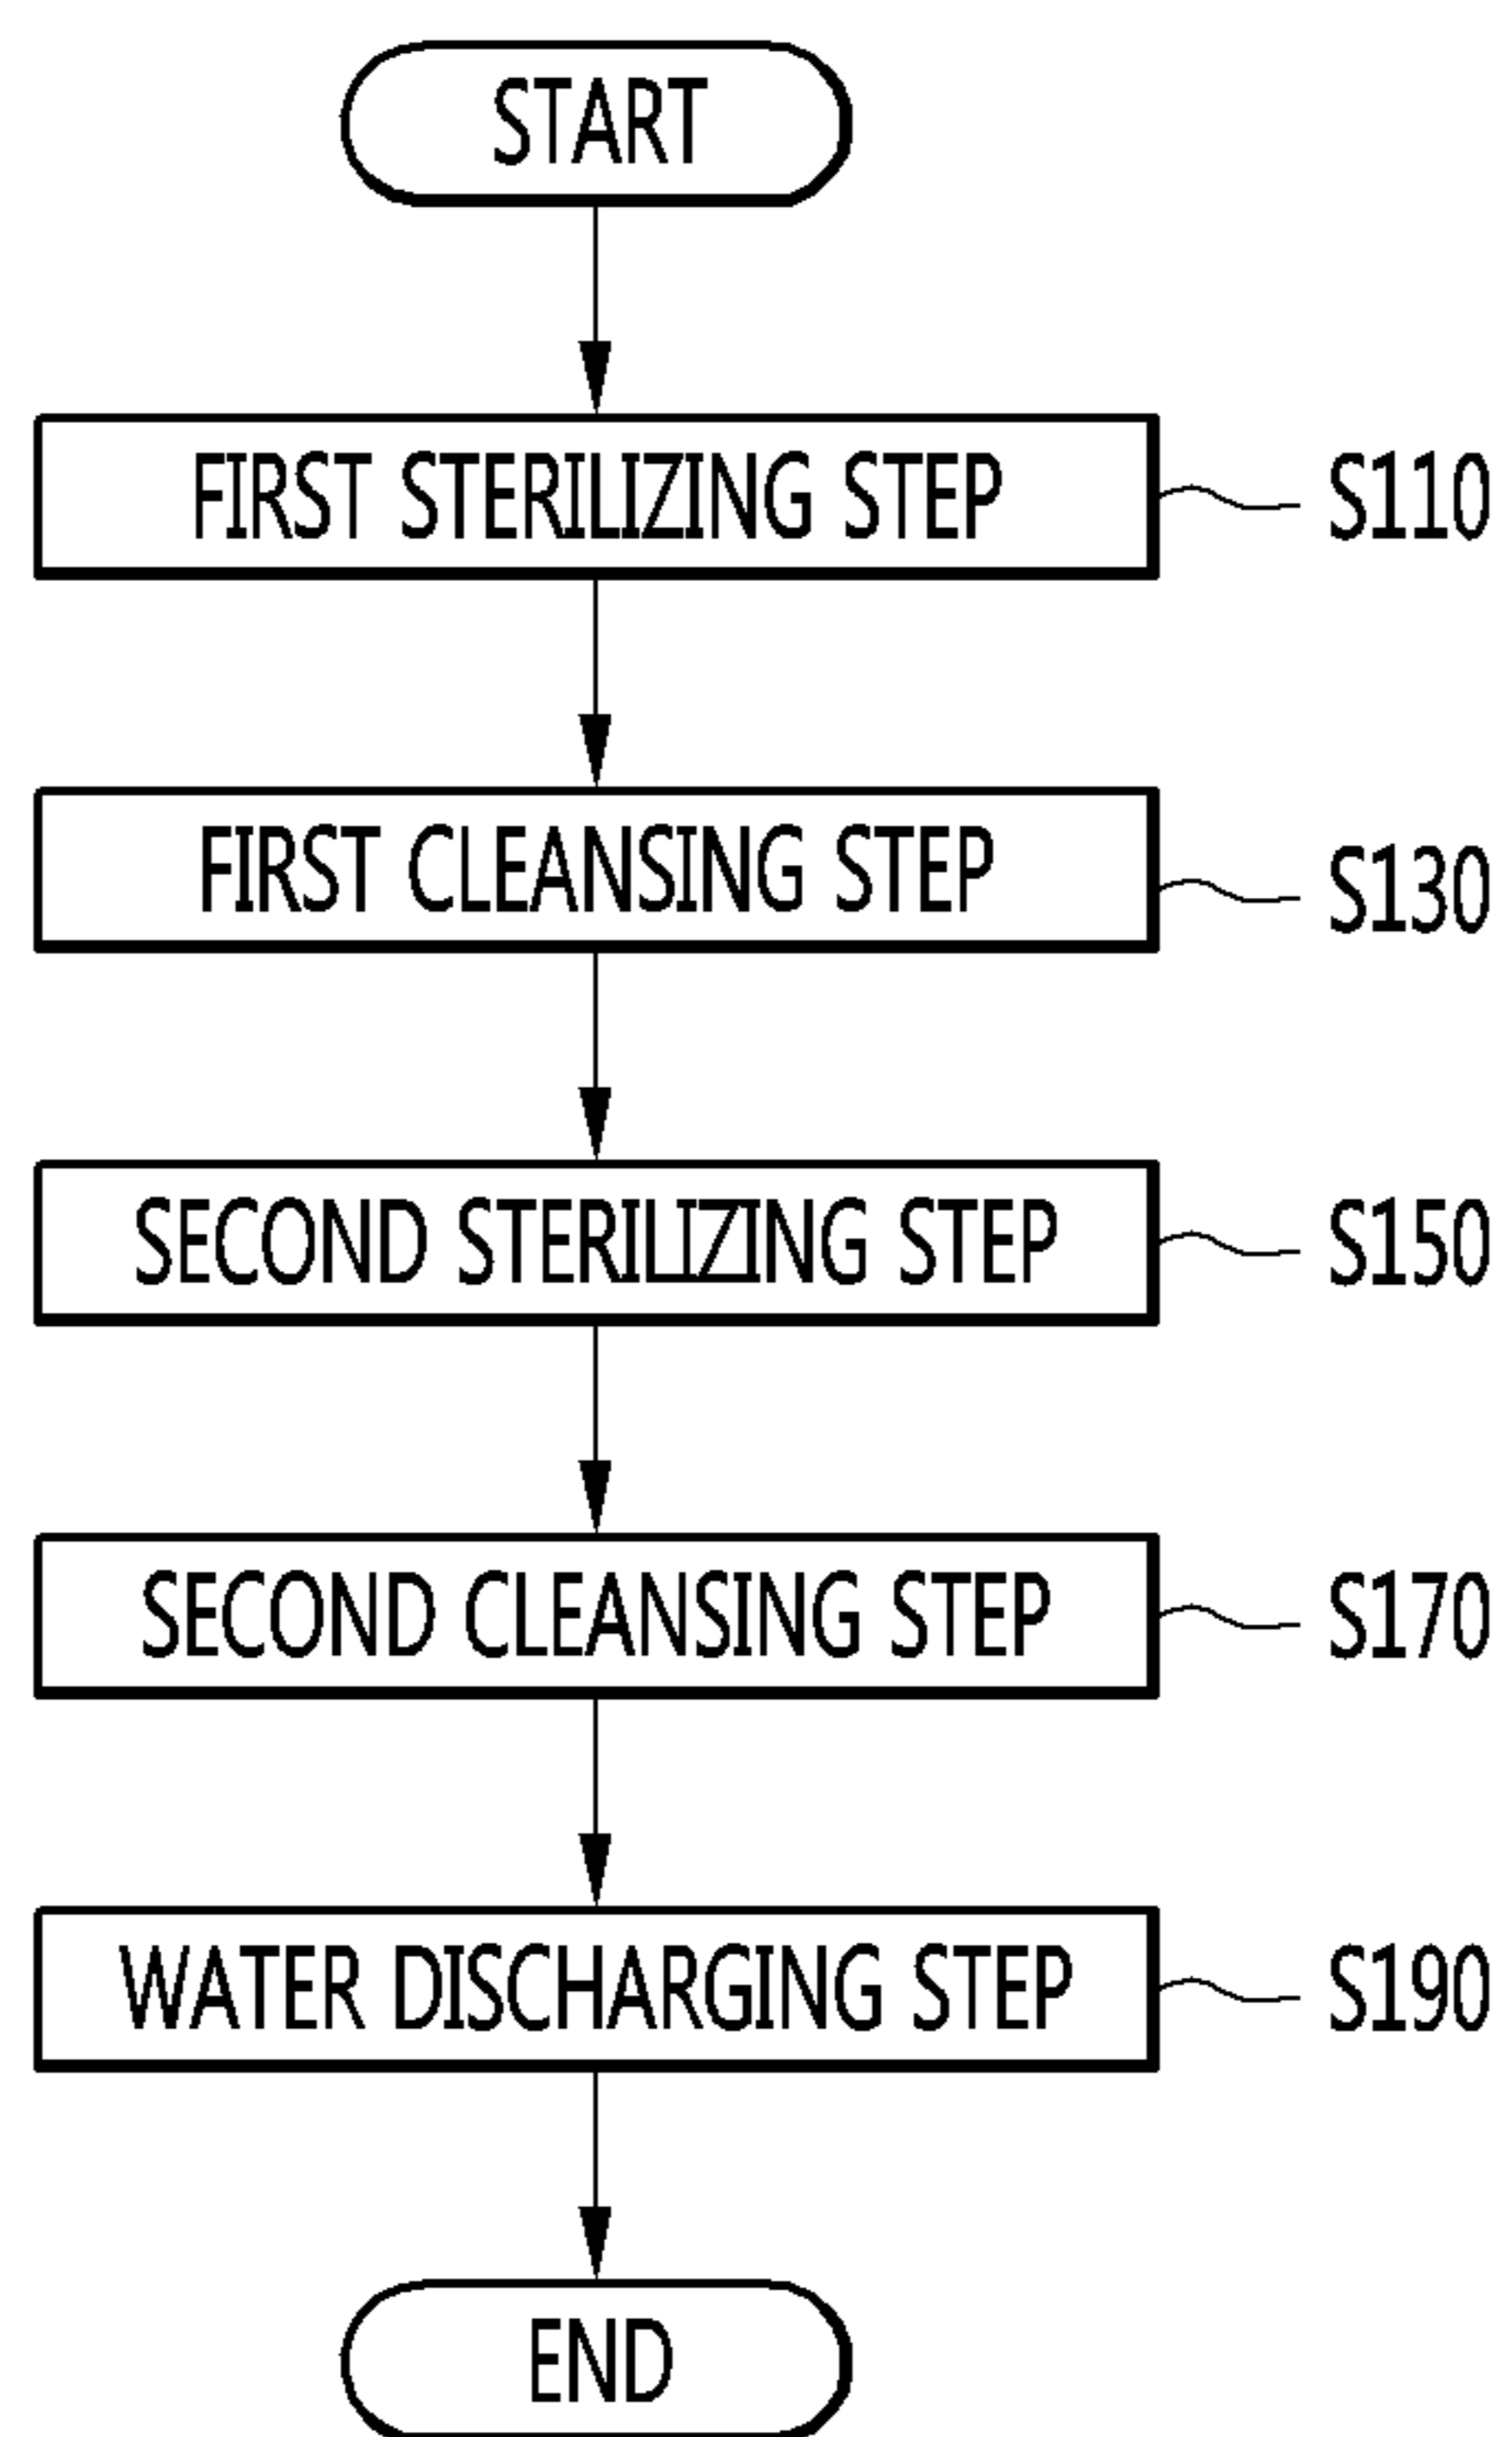 START
FIRST STERILIZING STEP S110
FIRST CLEANSING STEP S130
SECOND STERILIZING STEP S150
SECOND CLEANSING STEP S170
WATER DISCHARGING STEP S190
END